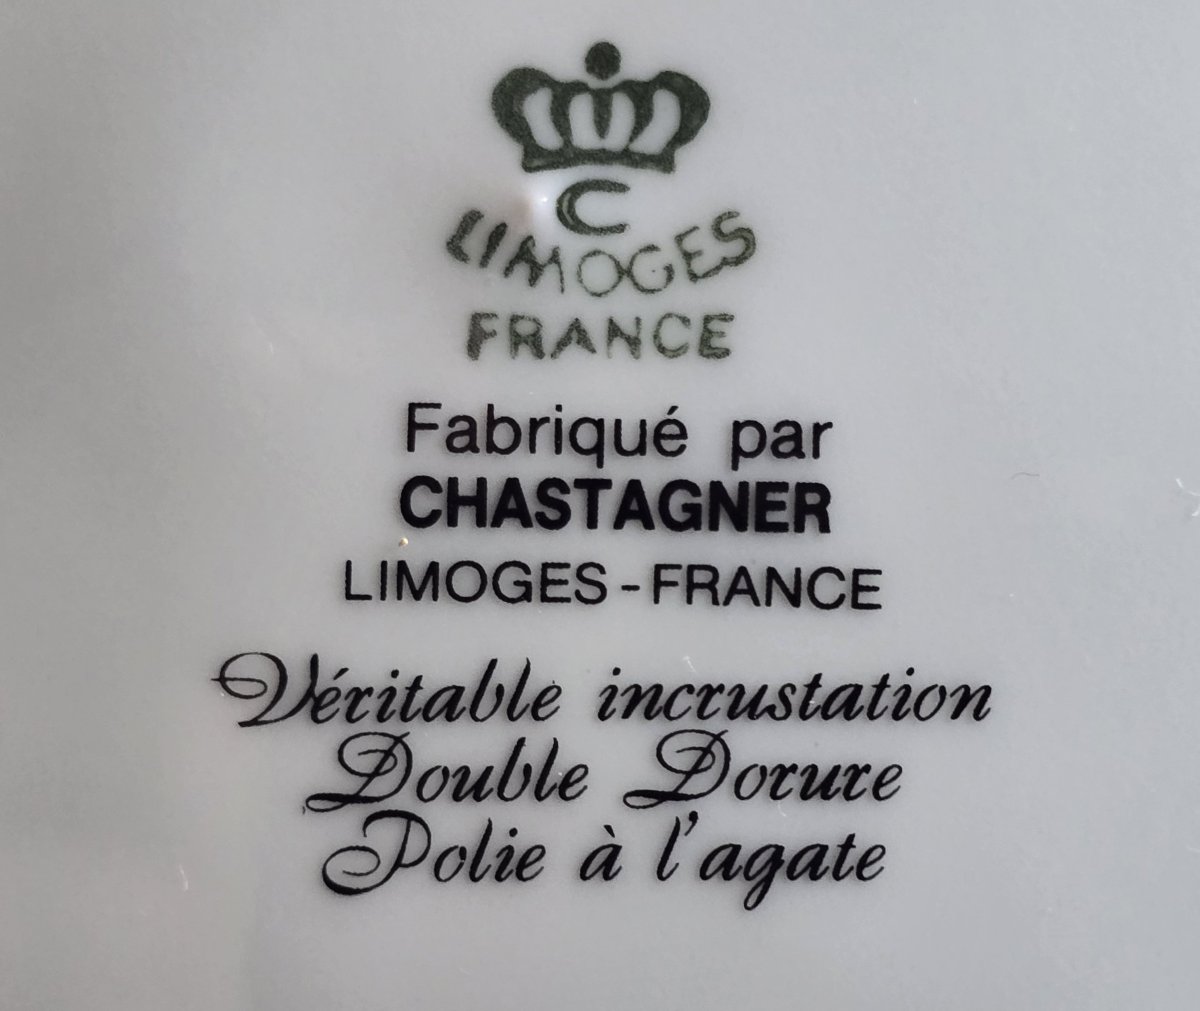 C
LIMOGES
FRANCE
Fabriqué par
CHASTAGNER
LIMOGES - FRANCE
Véritable incrustation
Double Dorure
Polie à l'agate